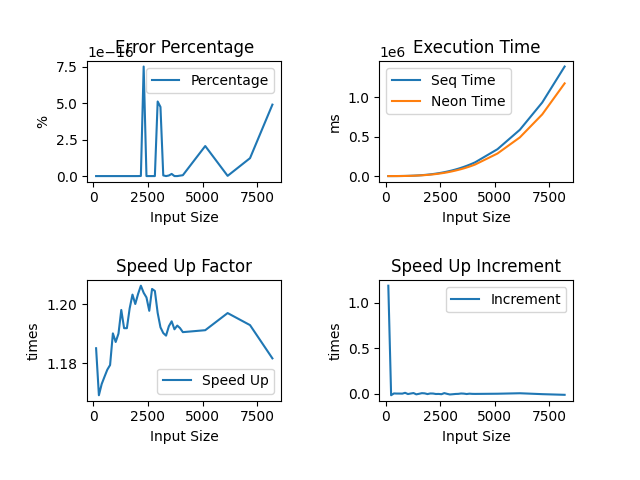 Error Percentage
1e−16
7.5
5.0
2.5
0.0
%
Percentage
0
2500
5000
7500
Input Size
Execution Time
1e6
1.0
0.5
0.0
ms
Seq Time
Neon Time
0
2500
5000
7500
Input Size
Speed Up Factor
1.20
1.18
times
Speed Up
0
2500
5000
7500
Input Size
Speed Up Increment
1.0
0.5
0.0
times
Increment
0
2500
5000
7500
Input Size